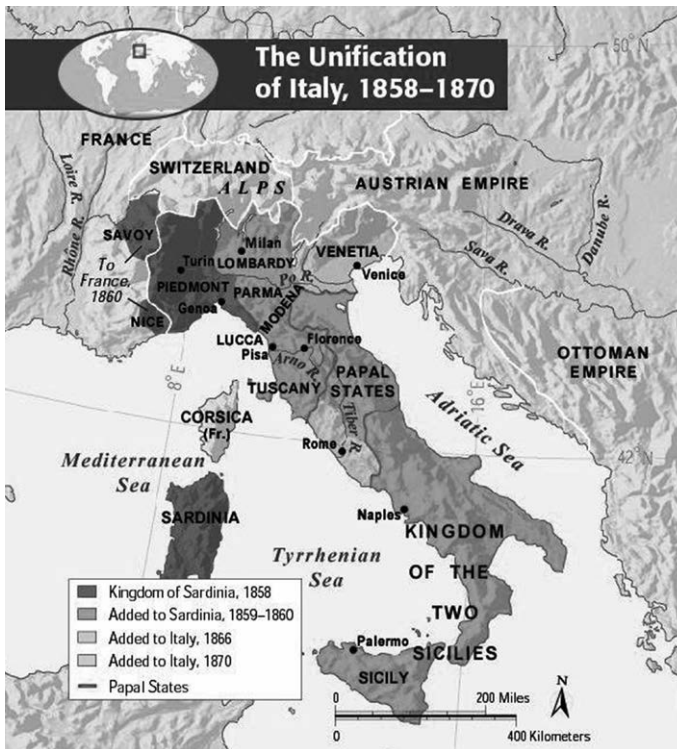 The Unification
of Italy, 1858–1870
50° N
FRANCE
Loire R.
SWITZERLAND
ALPS
AUSTRIAN EMPIRE
Rhône R.
SAVOY
Drava R.
Danube R.
Milan
VENETIA
Sava R.
To
France,
1860
Turin
LOMBARDY
Venice
Po R.
PIEDMONT
PARMA
Genoa
MODENA
NICE
LUCCA
Florence
Pisa
Arno R.
OTTOMAN
EMPIRE
8° E
PAPAL
STATES
TUSCANY
16° E
Adriatic Sea
CORSICA
(Fr.)
Tiber R.
Rome
42° N
Mediterranean
Sea
SARDINIA
Naples
KINGDOM
OF THE
TWO
SICILIES
Tyrrhenian
Sea
Kingdom of Sardinia, 1858
Added to Sardinia, 1859–1860
Added to Italy, 1866
Added to Italy, 1870
Papal States
Palermo
SICILY
N
0 200 Miles
0 400 Kilometers